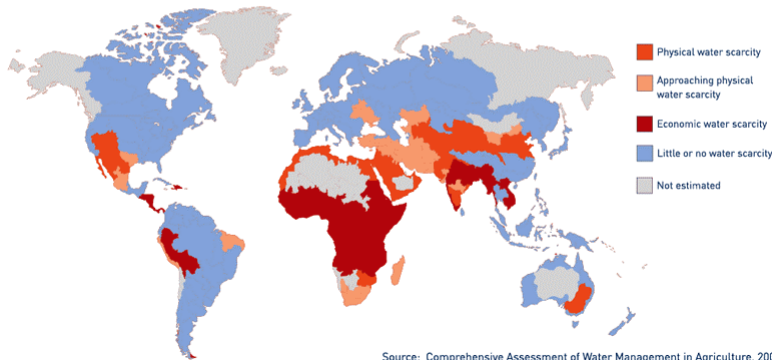 Physical water scarcity
Approaching physical
water scarcity
Economic water scarcity
Little or no water scarcity
Not estimated
Source: Comprehensive Assessment of Water Management in Agriculture, 200